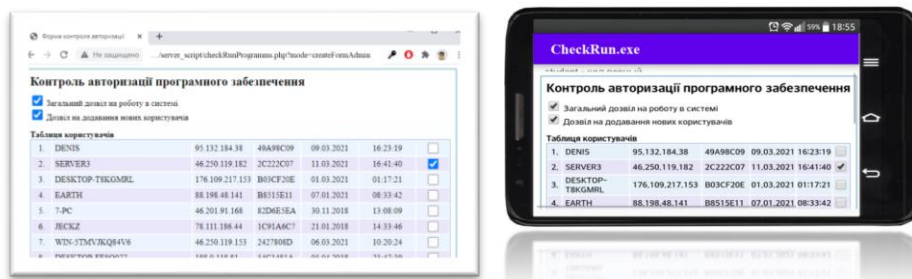 Форма контроля авторизації
Не защищено
.../server_script/checkRunProgramms.php?mode=createFormAdmin
Контроль авторизації програмного забезпечення
Загальний дозвіл на роботу в системі
Дозвіл на додавання нових користувачів
Таблиця користувачів
1. DENIS 95.132.184.38 49A98C09 09.03.2021 16:23:19
2. SERVER3 46.250.119.182 2C222C07 11.03.2021 16:41:40
3. DESKTOP-T8KGMRL 176.109.217.153 B03CF20E 01.03.2021 01:17:21
4. EARTH 88.198.48.141 B8515E11 07.01.2021 08:33:42
5. 7-PC 46.201.91.168 82D6E5EA 30.11.2018 13:08:09
6. JECKZ 78.111.186.44 1C91A6C7 21.01.2018 14:33:46
7. WIN-5TMVJKQ84V6 46.250.119.153 2427808D 06.03.2021 10:20:24
59% 18:55
CheckRun.exe
Контроль авторизації програмного забезпечення
Загальний дозвіл на роботу в системі
Дозвіл на додавання нових користувачів
Таблиця користувачів
1. DENIS 95.132.184.38 49A98C09 09.03.2021 16:23:19
2. SERVER3 46.250.119.182 2C222C07 11.03.2021 16:41:40
3. DESKTOP-
T8KGMRL 176.109.217.153 B03CF20E 01.03.2021 01:17:21
4. EARTH 88.198.48.141 B8515E11 07.01.2021 08:33:42